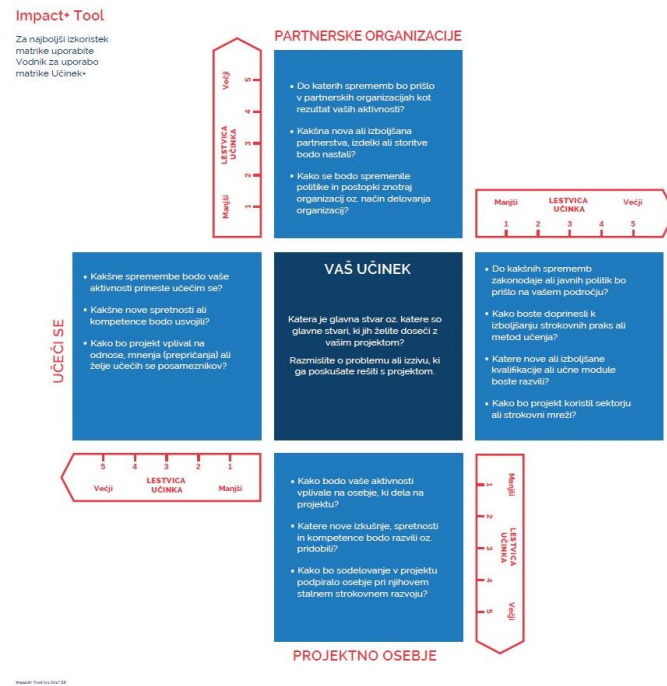 Impact+ Tool
Za najboljši izkoristek
matrike uporabite
Vodnik za uporabo
matrike Učinek+
PARTNERSKE ORGANIZACIJE
Večji
LESTVICA
UČINKA
Manjši
5
4
3
2
1
• Do katerih sprememb bo prišlo
v partnerskih organizacijah kot
rezultat vaših aktivnosti?
• Kakšna nova ali izboljšana
partnerstva, izdelki ali storitve
bodo nastali?
• Kako se bodo spremenile
politike in postopki znotraj
organizacij oz. način delovanja
organizacij?
Manjši
LESTVICA
UČINKA
Večji
1 2 3 4 5
UČEČI SE
• Kakšne spremembe bodo vaše
aktivnosti prinesle učečim se?
• Kakšne nove spretnosti ali
kompetence bodo usvojili?
• Kako bo projekt vplival na
odnose, mnenja (prepričanja) ali
želje učečih se posameznikov?
VAŠ UČINEK
Katera je glavna stvar oz. katere so
glavne stvari, ki jih želite doseči z
vašim projektom?
Razmislite o problemu ali izzivu, ki
ga poskušate rešiti s projektom.
• Do kakšnih sprememb
zakonodaje ali javnih politik bo
prišlo na vašem področju?
• Kako boste doprinesli k
izboljšanju strokovnih praks ali
metod učenja?
• Katere nove ali izboljšane
kvalifikacije ali učne module
boste razvili?
• Kako bo projekt koristil sektorju
ali strokovni mreži?
5 4 3 2 1
Večji
LESTVICA
UČINKA
Manjši
• Kako bodo vaše aktivnosti
vplivale na osebje, ki dela na
projektu?
• Katere nove izkušnje, spretnosti
in kompetence bodo razvili oz.
pridobili?
• Kako bo sodelovanje v projektu
podpiralo osebje pri njihovem
stalnem strokovnem razvoju?
Manjši
LESTVICA
UČINKA
Večji
1
2
3
4
5
PROJEKTNO OSEBJE